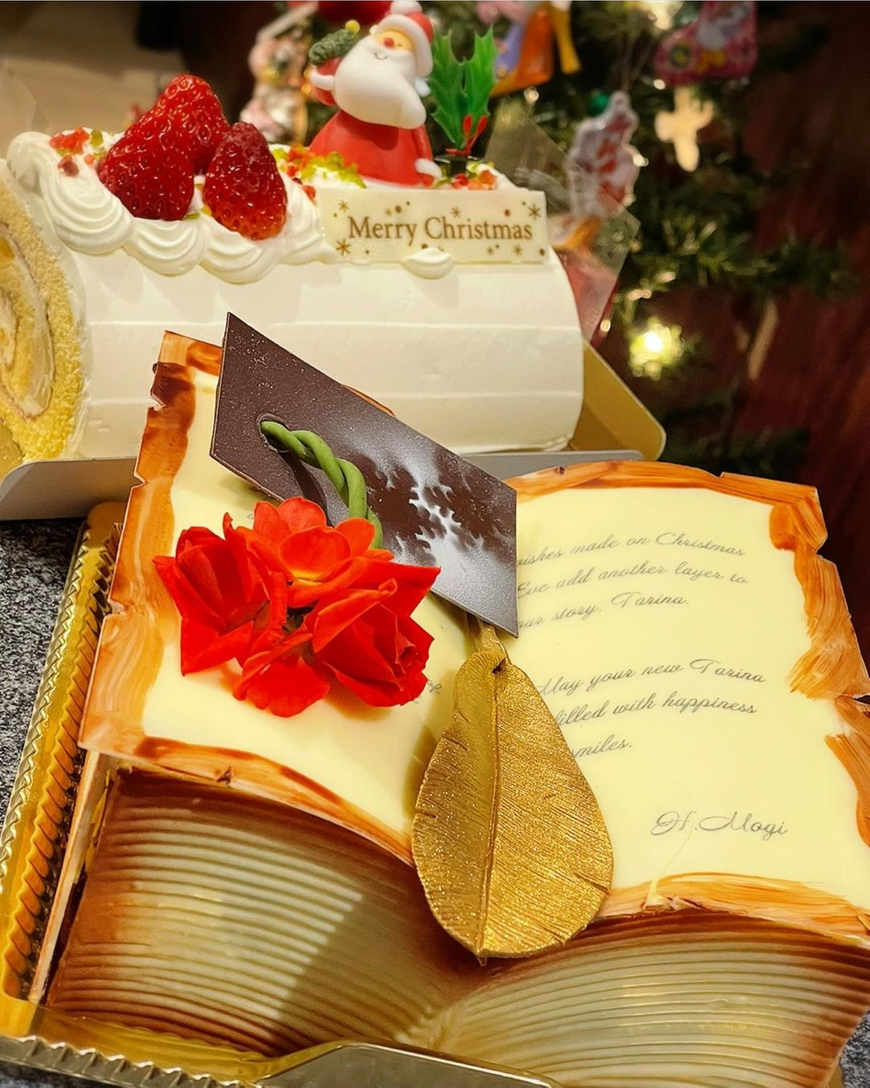 Merry Christmas
wishes made on Christmas
Eve add another layer to
our story, Tarina.
May your new Tarina
filled with happiness
smiles.
H. Mogi